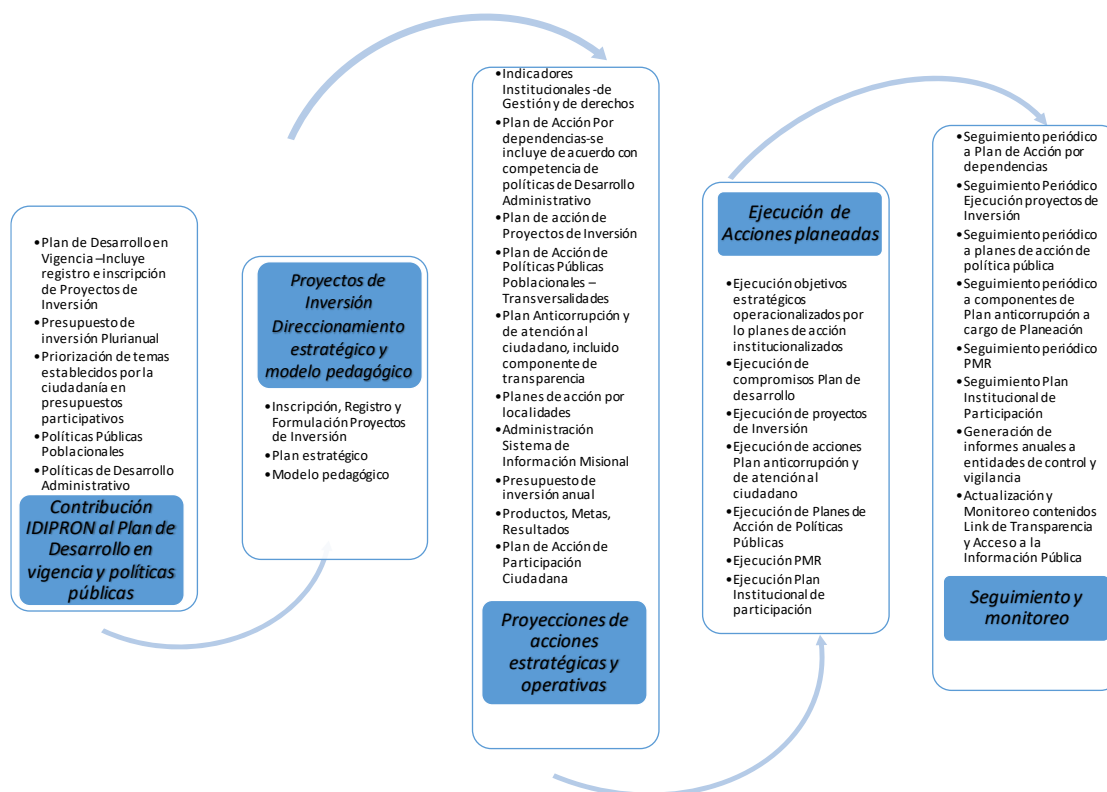 •Plan de Desarrollo en
Vigencia –Incluye
registro e inscripción
de Proyectos de
Inversión
•Presupuesto de
inversión Plurianual
•Priorización de temas
establecidos por la
ciudadanía en
presupuestos
participativos
•Políticas Públicas
Poblacionales
•Políticas de Desarrollo
Administrativo
Contribución
IDIPRON al Plan de
Desarrollo en
vigencia y políticas
públicas
Proyectos de
Inversión
Direccionamiento
estratégico y
modelo pedagógico
•Inscripción, Registro y
Formulación Proyectos
de Inversión
•Plan estratégico
•Modelo pedagógico
•Indicadores
Institucionales -de
Gestión y de derechos
•Plan de Acción Por
dependencias-se
incluye de acuerdo con
competencia de
políticas de Desarrollo
Administrativo
•Plan de acción de
Proyectos de Inversión
•Plan de Acción de
Políticas Públicas
Poblacionales –
Transversalidades
•Plan Anticorrupción y
de atención al
ciudadano, incluido
componente de
transparencia
•Planes de acción por
localidades
•Administración
Sistema de
Información Misional
•Presupuesto de
inversión anual
•Productos, Metas,
Resultados
•Plan de Acción de
Participación
Ciudadana
Proyecciones de
acciones
estratégicas y
operativas
Ejecución de
Acciones planeadas
•Ejecución objetivos
estratégicos
operacionalizados por
lo planes de acción
institucionalizados
•Ejecución de
compromisos Plan de
desarrollo
•Ejecución de proyectos
de Inversión
•Ejecución de acciones
Plan anticorrupción y
de atención al
ciudadano
•Ejecución de Planes de
Acción de Políticas
Públicas
•Ejecución PMR
•Ejecución Plan
Institucional de
participación
•Seguimiento periódico
a Plan de Acción por
dependencias
•Seguimiento Periódico
Ejecución proyectos de
Inversión
•Seguimiento periódico
a planes de acción de
política pública
•Seguimiento periódico
a componentes de
Plan anticorrupción a
cargo de Planeación
•Seguimiento periódico
PMR
•Seguimiento Plan
Institucional de
Participación
•Generación de
informes anuales a
entidades de control y
vigilancia
•Actualización y
Monitoreo contenidos
Link de Transparencia
y Acceso a la
Información Pública
Seguimiento y
monitoreo